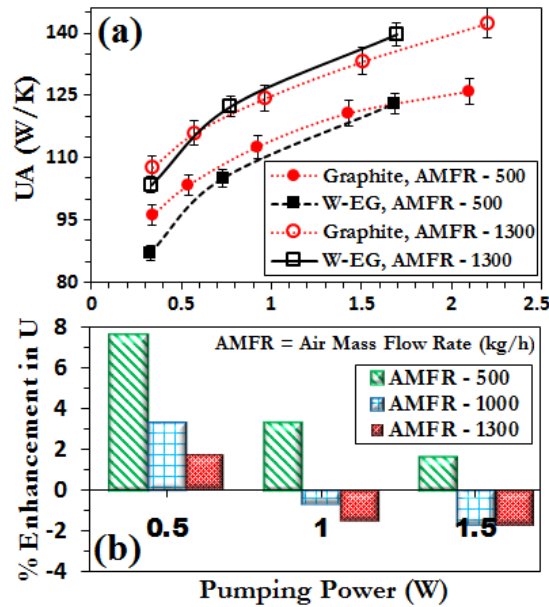 (a)
UA (W/K)
140
125
110
95
80
Graphite, AMFR - 500
W-EG, AMFR - 500
Graphite, AMFR - 1300
W-EG, AMFR - 1300
0 0.5 1 1.5 2 2.5
% Enhancement in U
8
6
4
2
0
-2
-4
AMFR = Air Mass Flow Rate (kg/h)
AMFR - 500
AMFR - 1000
AMFR - 1300
0.5 1 1.5
(b)
Pumping Power (W)